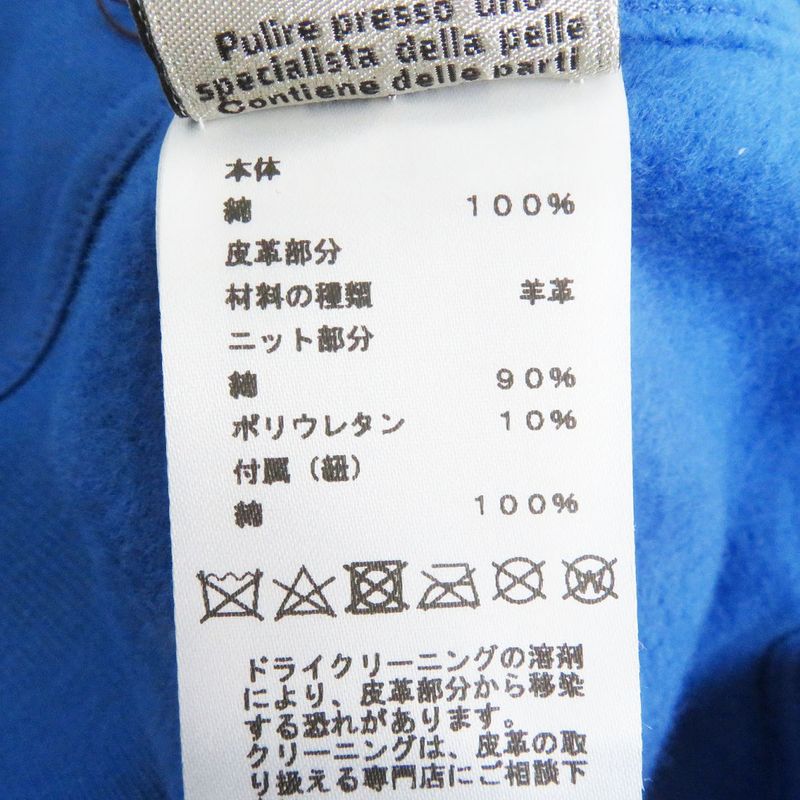 Pulire presso uno
specialista della pelle
Contiene delle parti
本体
綿 100%
皮革部分
材料の種類 羊革
ニット部分
綿 90%
ポリウレタン 10%
付属(紐)
綿 100%
W
ドライクリーニングの溶剤
により、皮革部分から移染
する恐れがあります。
クリーニングは、皮革の取
り扱える専門店にご相談下